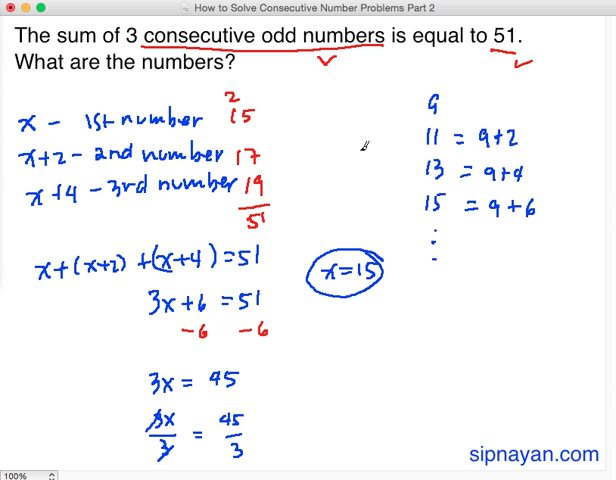 How to Solve Consecutive Number Problems Part 2
The sum of 3 consecutive odd numbers is equal to 51.
What are the numbers?
2
x - 1st number 15
x+2 - 2nd number 17
x+4 - 3rd number 19
51
x+(x+2)+(x+4)=51
3x+6=51
-6 -6
3x = 45
3x/3 = 45/3
x=15
9
11 = 9+2
13 = 9+4
15 = 9+6
sipnayan.com
100%